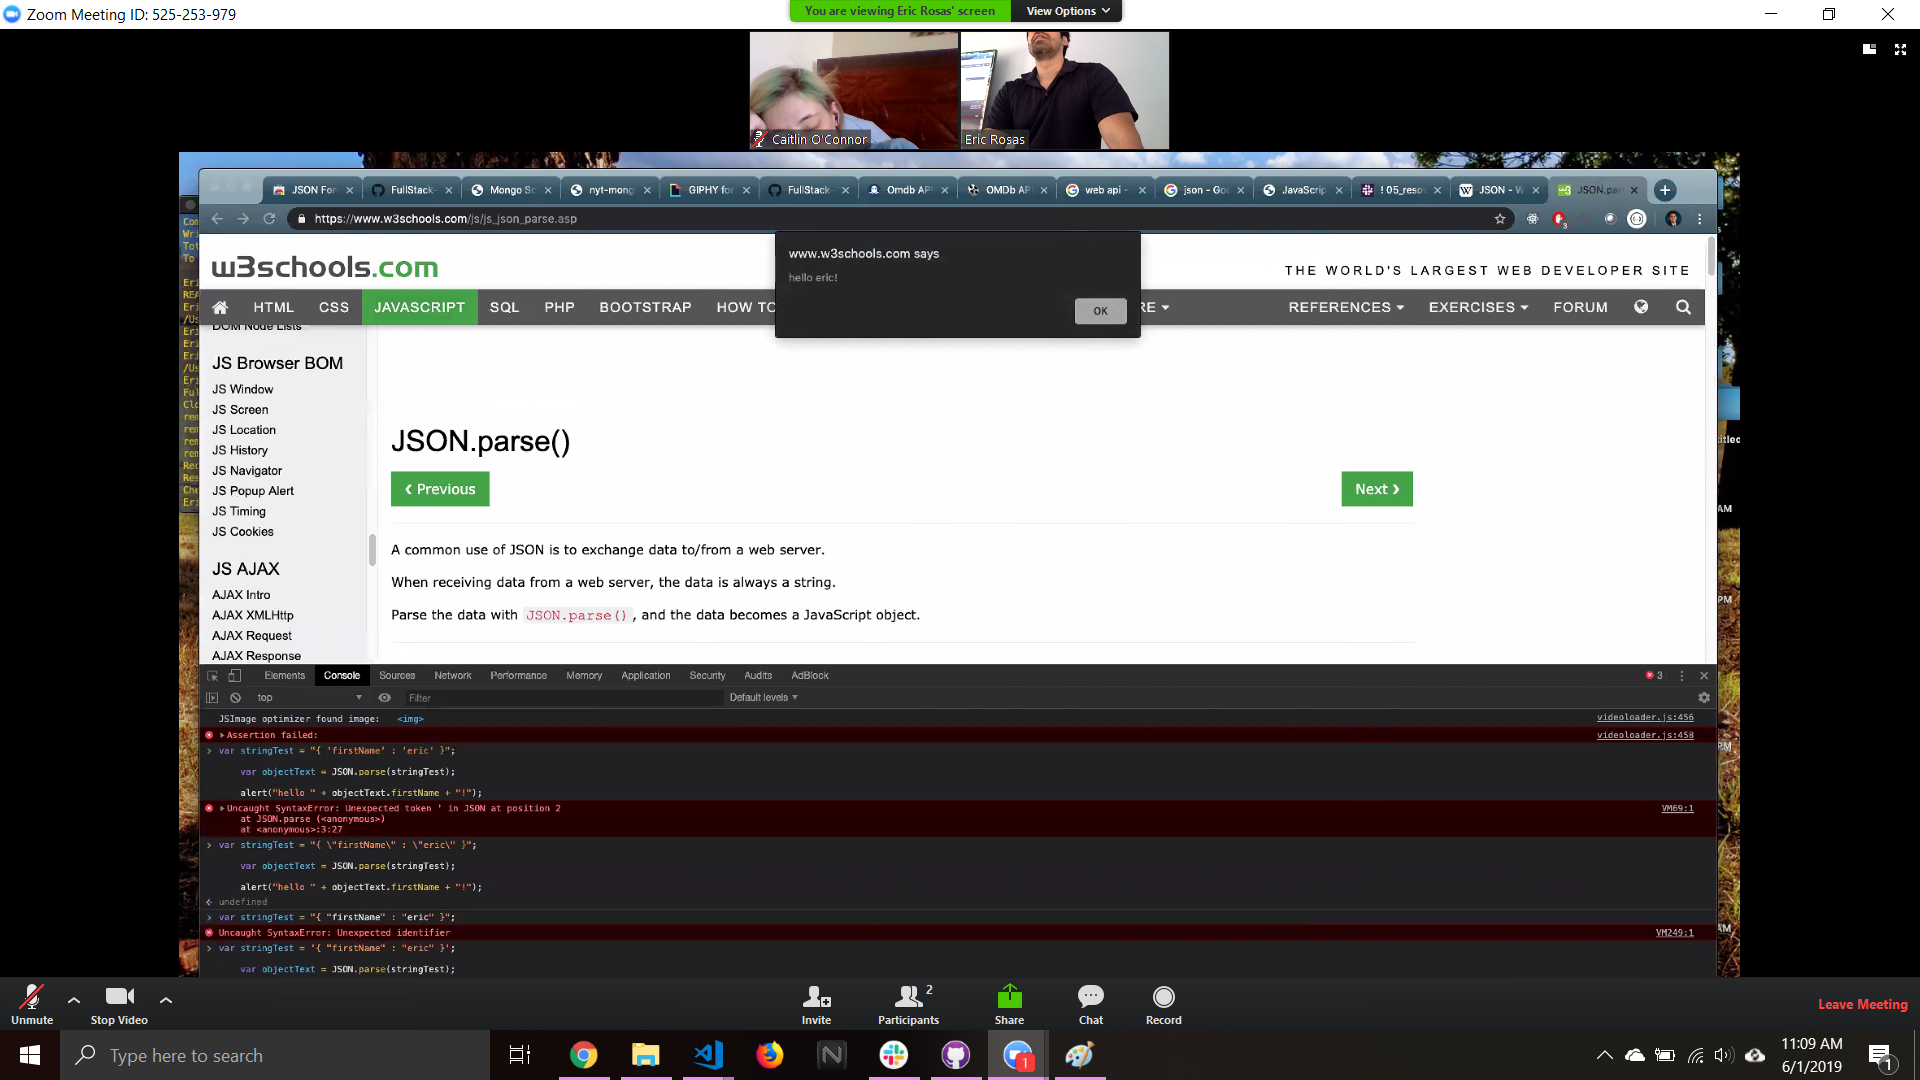 Zoom Meeting ID: 525-253-979
You are viewing Eric Rosas' screen
View Options
Caitlin O'Connor
Eric Rosas
JSON For
FullStack-
Mongo Sc
nyt-mong
GIPHY for
FullStack-
Omdb AP
OMDb AP
web api -
json - Goo
JavaScrip
! 05_resou
JSON - W
JSON.par
https://www.w3schools.com/js/js_json_parse.asp
www.w3schools.com says
hello eric!
OK
w3schools.com
THE WORLD'S LARGEST WEB DEVELOPER SITE
HTML
CSS
JAVASCRIPT
SQL
PHP
BOOTSTRAP
HOW TO
RE
REFERENCES
EXERCISES
FORUM
DOM Node Lists
JS Browser BOM
JS Window
JS Screen
JS Location
JS History
JS Navigator
JS Popup Alert
JS Timing
JS Cookies
JS AJAX
AJAX Intro
AJAX XMLHttp
AJAX Request
AJAX Response
JSON.parse()
❮ Previous
Next ❯
A common use of JSON is to exchange data to/from a web server.
When receiving data from a web server, the data is always a string.
Parse the data with JSON.parse(), and the data becomes a JavaScript object.
Elements
Console
Sources
Network
Performance
Memory
Application
Security
Audits
AdBlock
3
top
Filter
Default levels
JSImage optimizer found image: <img>
videoloader.js:456
Assertion failed:
videoloader.js:458
var stringTest = "{ 'firstName' : 'eric' }";
var objectText = JSON.parse(stringTest);
alert("hello " + objectText.firstName + "!");
Uncaught SyntaxError: Unexpected token ' in JSON at position 2
VM69:1
at JSON.parse (<anonymous>)
at <anonymous>:3:27
var stringTest = "{ \"firstName\" : \"eric\" }";
var objectText = JSON.parse(stringTest);
alert("hello " + objectText.firstName + "!");
undefined
var stringTest = "{ "firstName" : "eric" }";
Uncaught SyntaxError: Unexpected identifier
VM249:1
var stringTest = '{ "firstName" : "eric" }';
var objectText = JSON.parse(stringTest);
Unmute
Stop Video
Invite
2
Participants
Share
Chat
Record
Leave Meeting
Type here to search
1
11:09 AM
6/1/2019
1